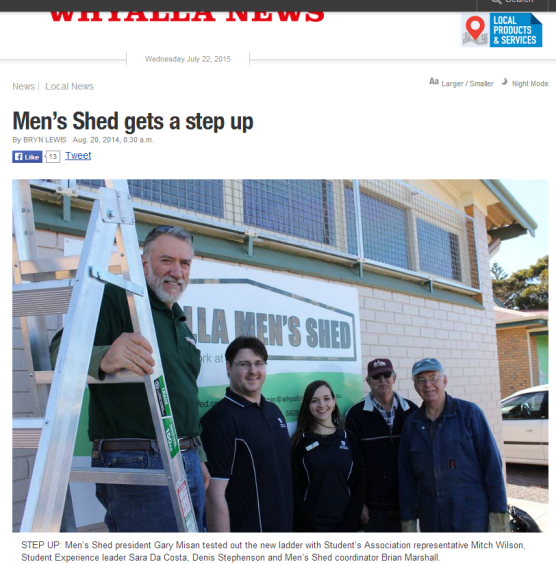 Search
WHYALLA NEWS
LOCAL
PRODUCTS
& SERVICES
Wednesday July 22, 2015
News | Local News
Aa Larger / Smaller Night Mode
Men's Shed gets a step up
By BRYN LEWIS Aug. 20, 2014, 8:30 a.m.
f Like 13 Tweet
LLA MEN'S SHED
ork at
STEP UP: Men's Shed president Gary Misan tested out the new ladder with Student's Association representative Mitch Wilson,
Student Experience leader Sara Da Costa, Denis Stephenson and Men's Shed coordinator Brian Marshall.